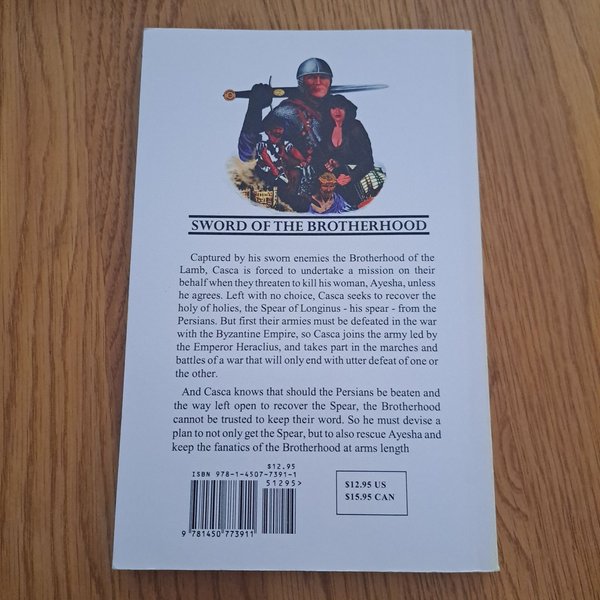 SWORD OF THE BROTHERHOOD
Captured by his sworn enemies the Brotherhood of the
Lamb, Casca is forced to undertake a mission on their
behalf when they threaten to kill his woman, Ayesha, unless
he agrees. Left with no choice, Casca seeks to recover the
holy of holies, the Spear of Longinus - his spear - from the
Persians. But first their armies must be defeated in the war
with the Byzantine Empire, so Casca joins the army led by
the Emperor Heraclius, and takes part in the marches and
battles of a war that will only end with utter defeat of one or
the other.
And Casca knows that should the Persians be beaten and
the way left open to recover the Spear, the Brotherhood
cannot be trusted to keep their word. So he must devise a
plan to not only get the Spear, but to also rescue Ayesha and
keep the fanatics of the Brotherhood at arms length
$12.95
ISBN 978-1-4507-7391-1
51295>
9 781450 773911
$12.95 US
$15.95 CAN